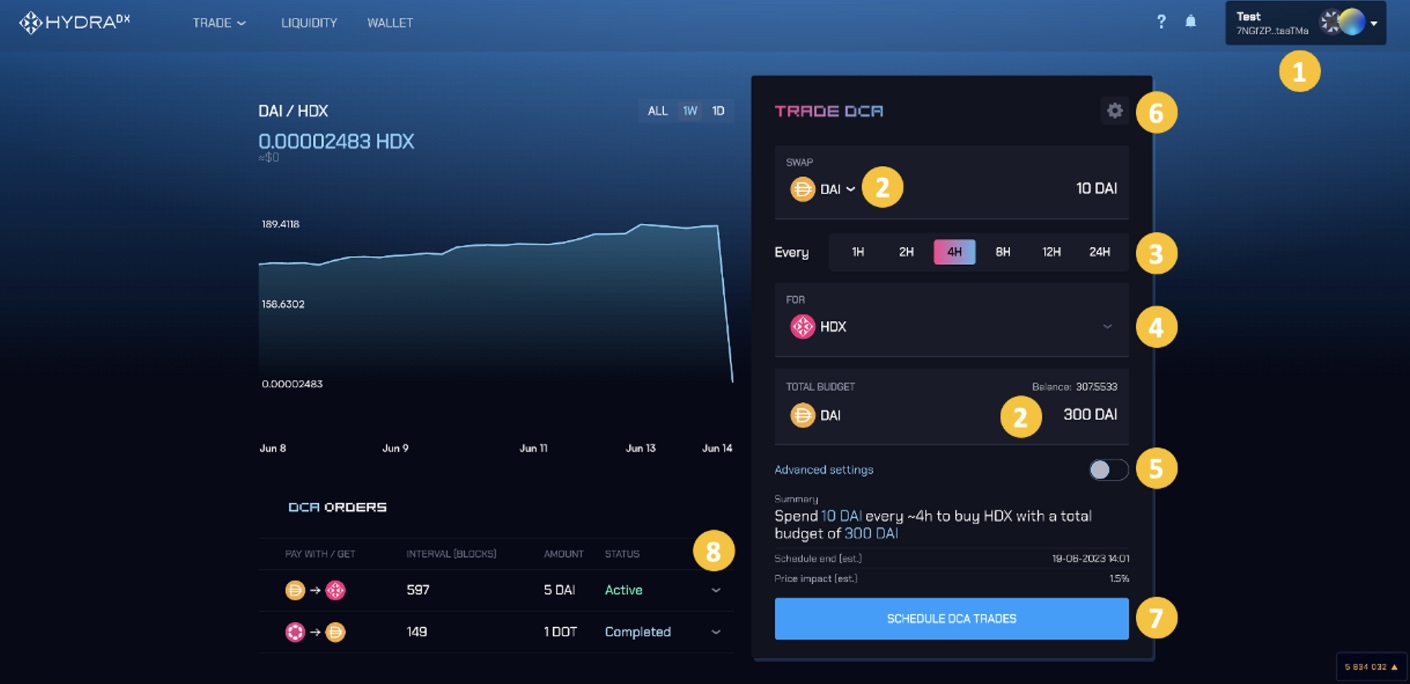 HYDRADX TRADE LIQUIDITY WALLET ? Test
7NGfZP...taaTMa
1
DAI / HDX ALL 1W 1D
0.00002483 HDX
≈$0
189.4118
158.6302
0.00002483
Jun 8 Jun 9 Jun 11 Jun 13 Jun 14
DCA ORDERS
PAY WITH / GET INTERVAL (BLOCKS) AMOUNT STATUS 8
→ 597 5 DAI Active
→ 149 1 DOT Completed
TRADE DCA 6
SWAP
DAI 2 10 DAI
Every 1H 2H 4H 8H 12H 24H 3
FOR
HDX 4
TOTAL BUDGET Balance: 307.5533
DAI 2 300 DAI
Advanced settings 5
Summary
Spend 10 DAI every ~4h to buy HDX with a total
budget of 300 DAI
Schedule end (est.) 19-06-2023 14:01
Price impact (est.) 1.5%
SCHEDULE DCA TRADES 7
5 834 032 ▲